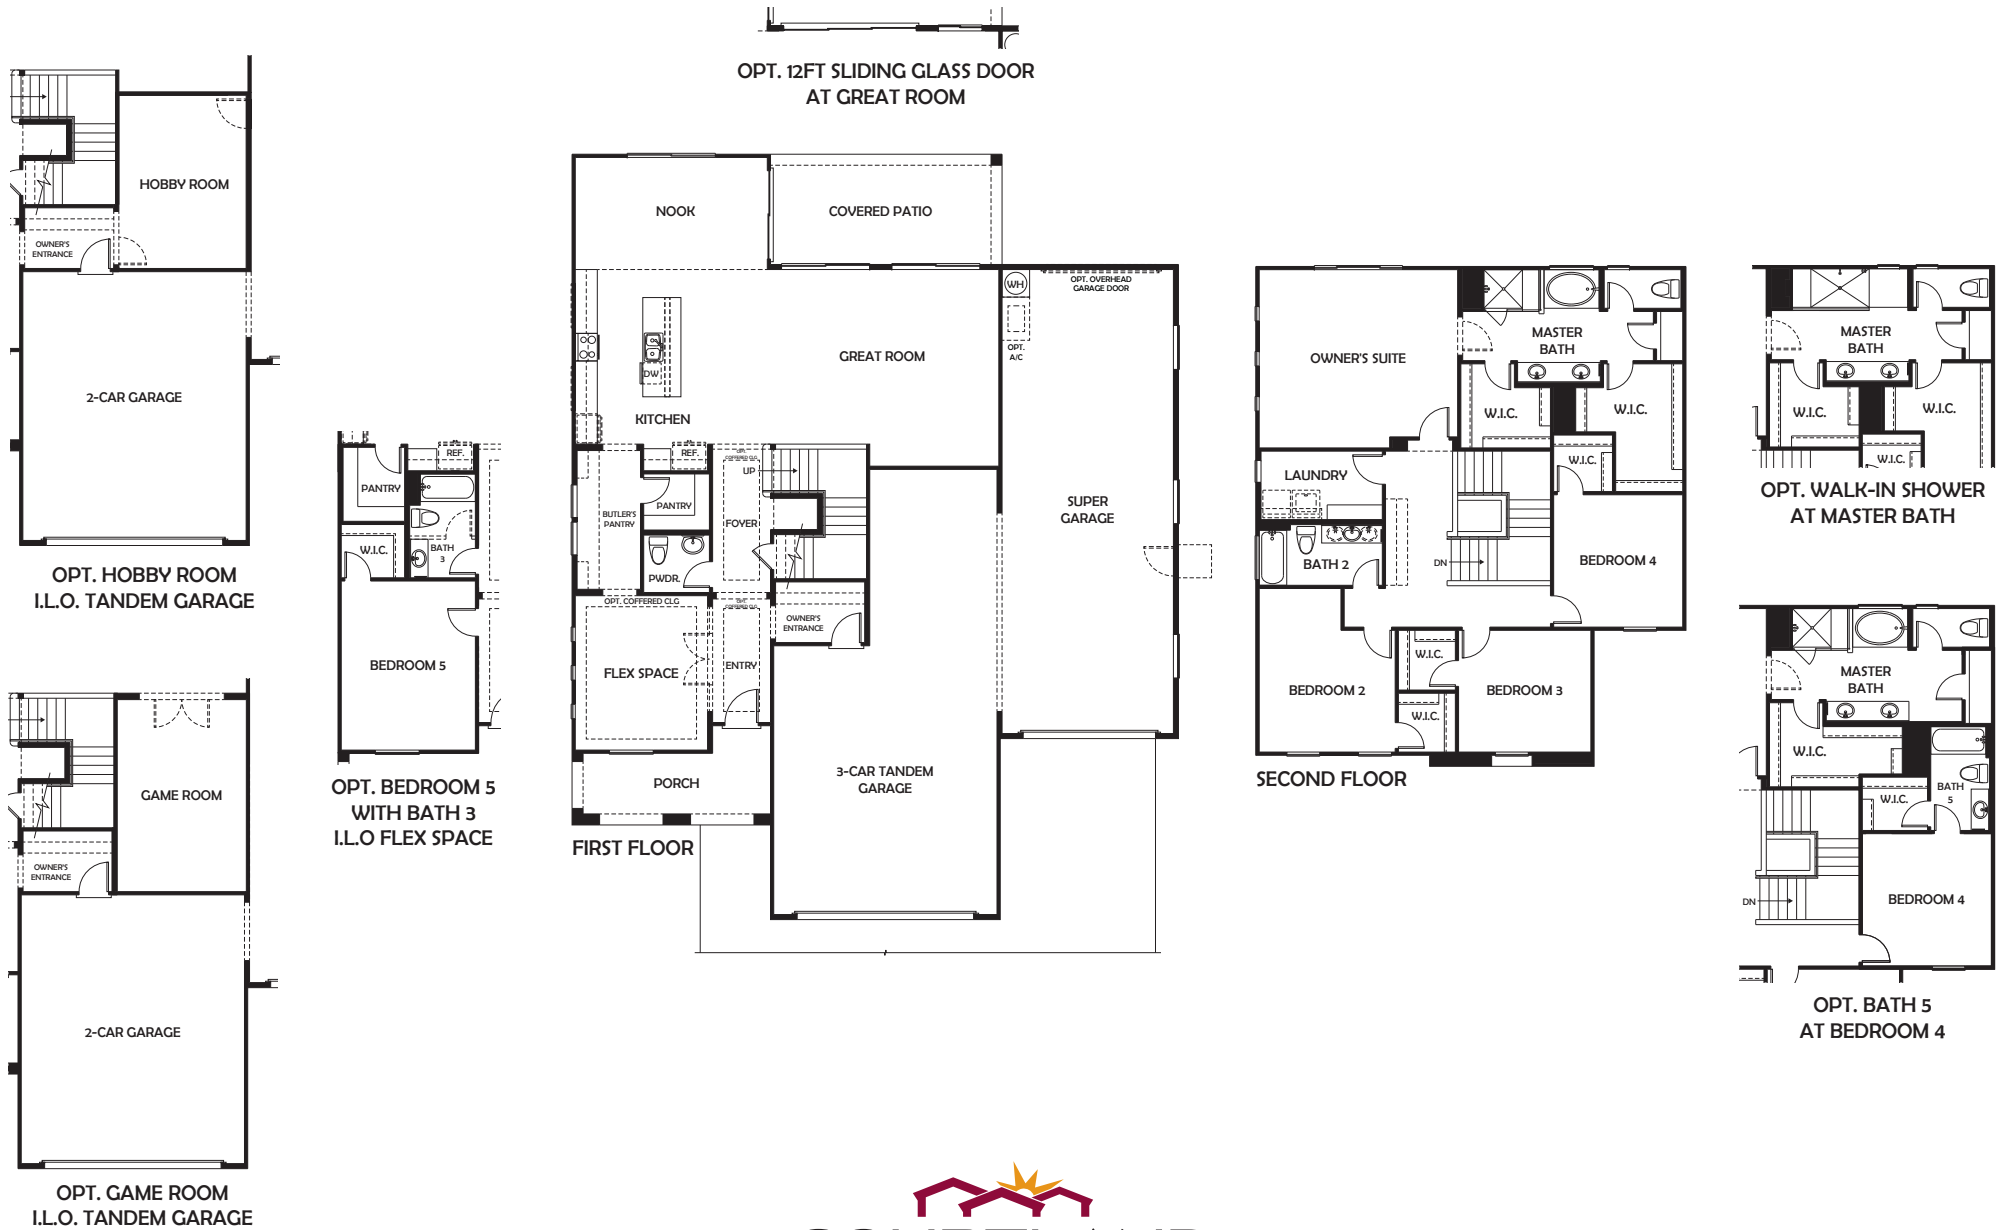 OPT. 12FT SLIDING GLASS DOOR
AT GREAT ROOM
HOBBY ROOM
OWNER'S
ENTRANCE
2-CAR GARAGE
OPT. HOBBY ROOM
I.L.O. TANDEM GARAGE
GAME ROOM
OWNER'S
ENTRANCE
2-CAR GARAGE
OPT. GAME ROOM
I.L.O. TANDEM GARAGE
REF.
PANTRY
W.I.C.
BATH
3
BEDROOM 5
OPT. BEDROOM 5
WITH BATH 3
I.L.O FLEX SPACE
NOOK
COVERED PATIO
WH
OPT. OVERHEAD
GARAGE DOOR
OPT.
A/C
GREAT ROOM
DW
KITCHEN
REF.
OPT.
COFFERED CLG
UP
PANTRY
BUTLER'S
PANTRY
FOYER
SUPER
GARAGE
PWDR.
OPT. COFFERED CLG
OPT.
COFFERED CLG
OWNER'S
ENTRANCE
FLEX SPACE
ENTRY
PORCH
3-CAR TANDEM
GARAGE
FIRST FLOOR
OWNER'S SUITE
MASTER
BATH
W.I.C.
W.I.C.
W.I.C.
LAUNDRY
BATH 2
DN
BEDROOM 4
W.I.C.
BEDROOM 2
BEDROOM 3
W.I.C.
SECOND FLOOR
MASTER
BATH
W.I.C.
W.I.C.
W.I.C.
OPT. WALK-IN SHOWER
AT MASTER BATH
MASTER
BATH
W.I.C.
W.I.C.
BATH
5
DN
BEDROOM 4
OPT. BATH 5
AT BEDROOM 4